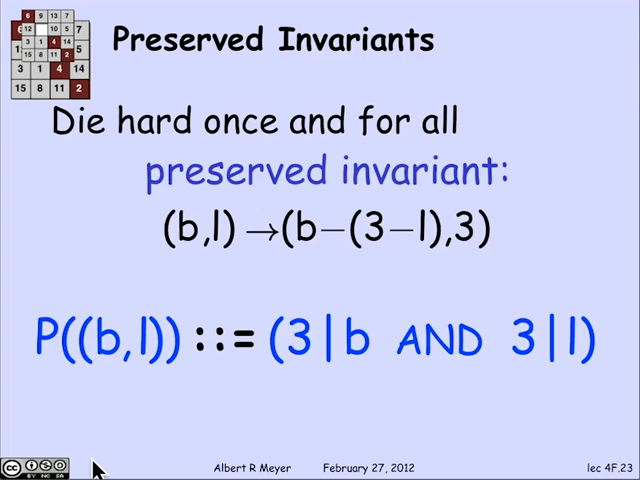 Preserved Invariants
Die hard once and for all
preserved invariant:
(b,l) →(b−(3−l),3)
P((b,l)) ::= (3|b AND 3|l)
Albert R Meyer February 27, 2012 lec 4F.23